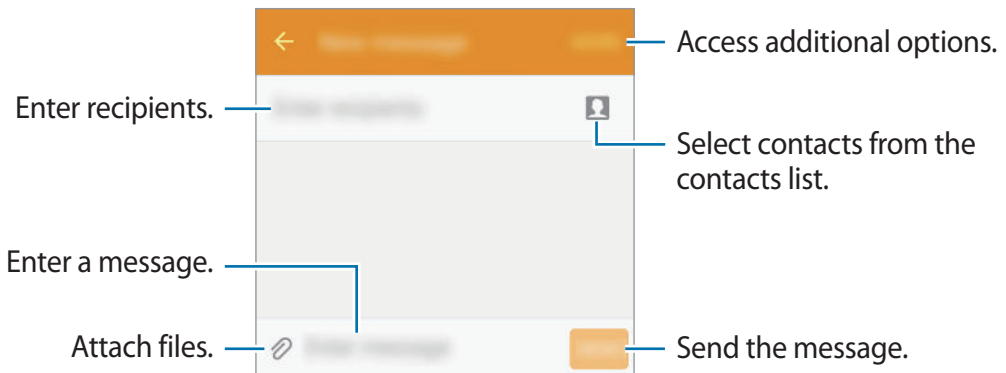 Access additional options.
Enter recipients.
Select contacts from the
contacts list.
Enter a message.
Attach files.
Send the message.